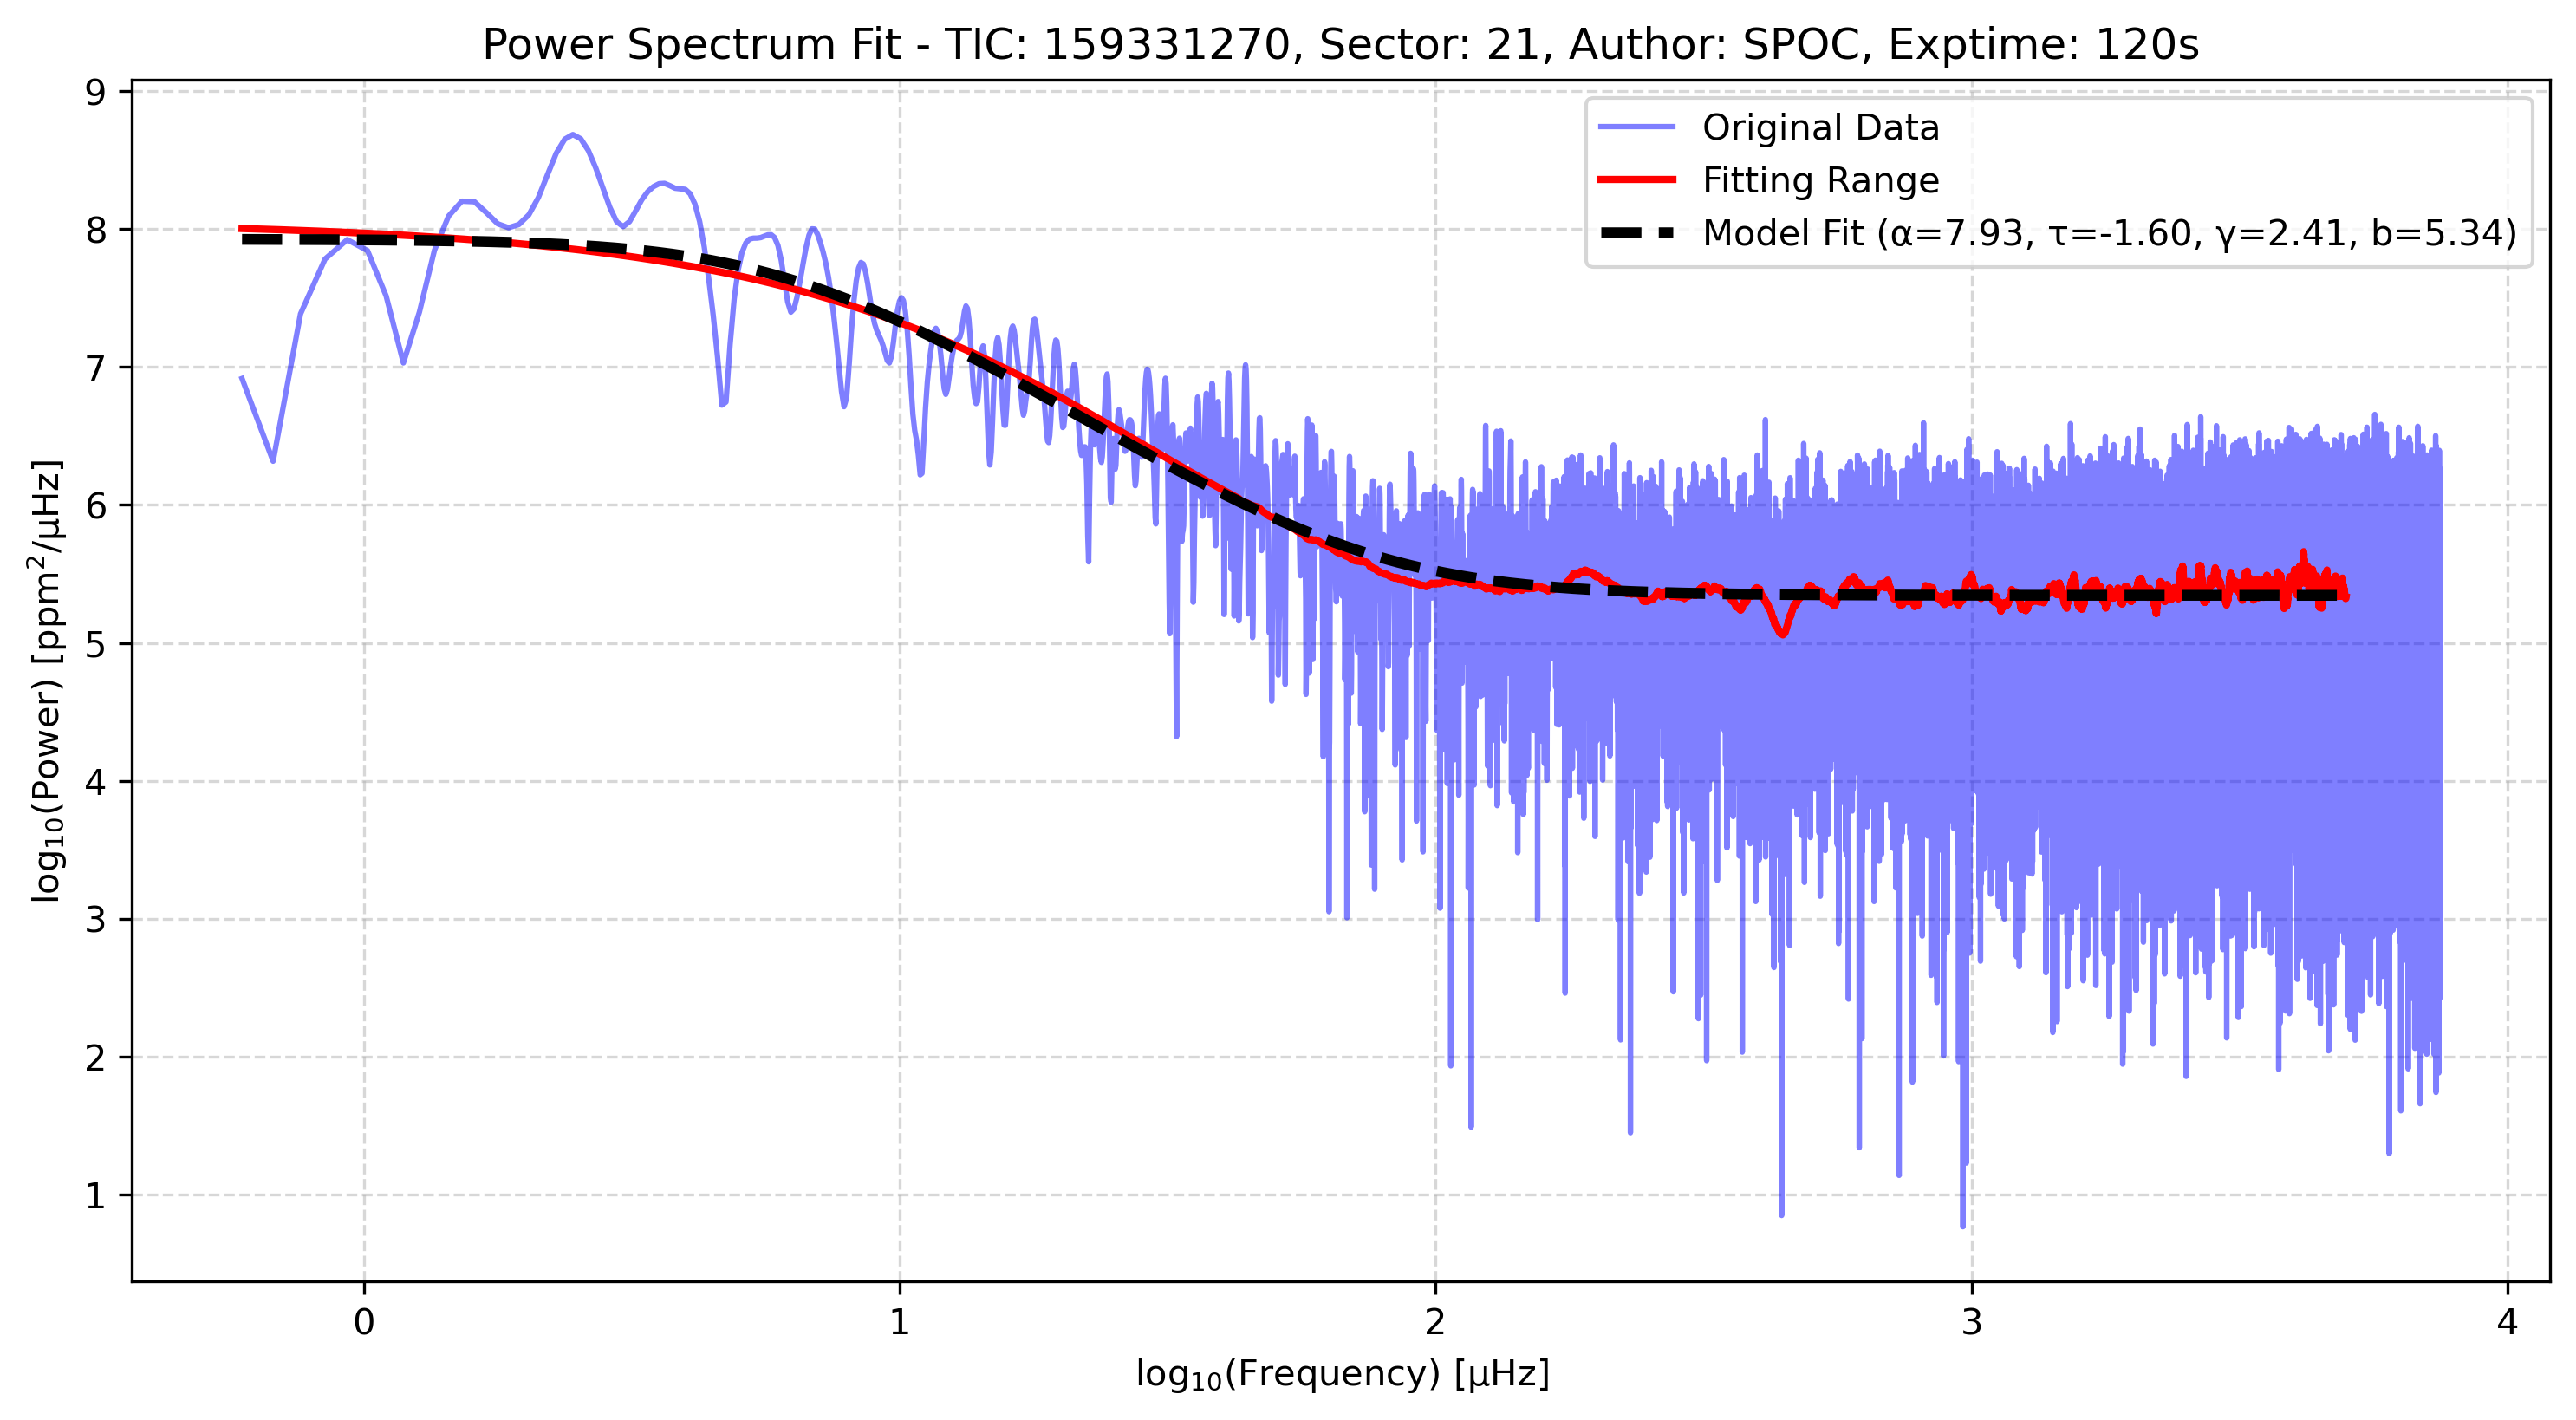 Power Spectrum Fit - TIC: 159331270, Sector: 21, Author: SPOC, Exptime: 120s
9
8
7
6
5
4
3
2
1
log₁₀(Power) [ppm²/μHz]
Original Data
Fitting Range
Model Fit (α=7.93, τ=-1.60, γ=2.41, b=5.34)
0 1 2 3 4
log₁₀(Frequency) [μHz]